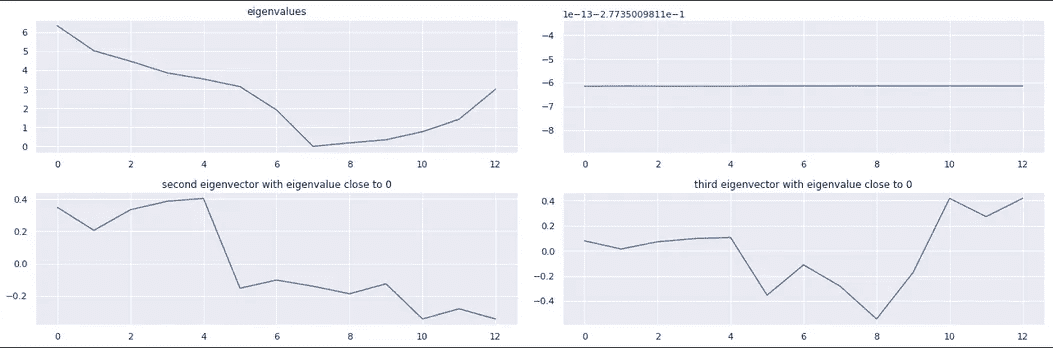 eigenvalues
6
5
4
3
2
1
0
0 2 4 6 8 10 12
1e−13−2.7735009811e−1
−4
−5
−6
−7
−8
0 2 4 6 8 10 12
second eigenvector with eigenvalue close to 0
0.4
0.2
0.0
−0.2
0 2 4 6 8 10 12
third eigenvector with eigenvalue close to 0
0.4
0.2
0.0
−0.2
−0.4
0 2 4 6 8 10 12